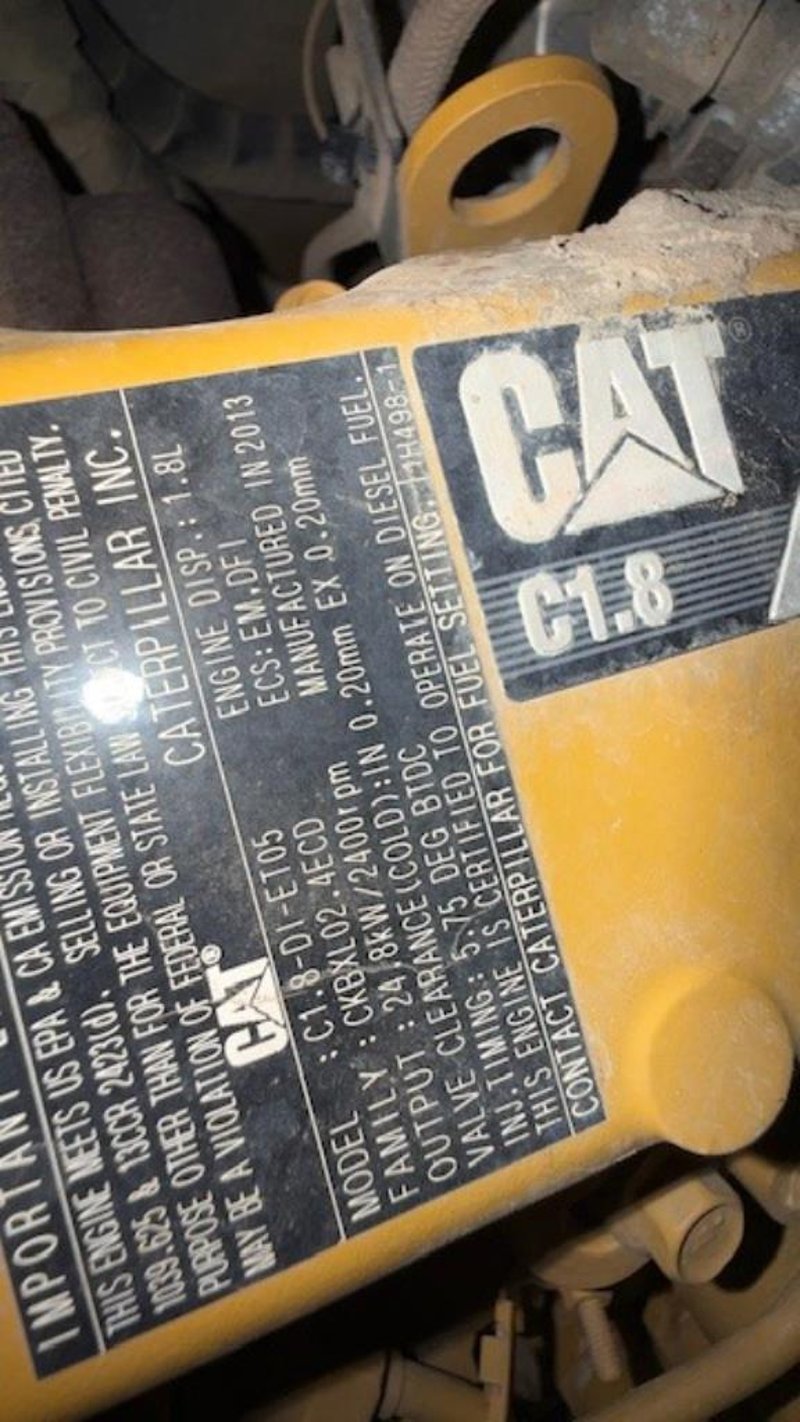 IMPORTANT
THIS ENGINE MEETS US EPA & CA EMISSION
1039.625 & 13CCR 2423(d). SELLING OR INSTALLING THIS ENGINE
PURPOSE OTHER THAN FOR THE EQUIPMENT FLEXIBILITY PROVISIONS, CITED
MAY BE A VIOLATION OF FEDERAL OR STATE LAW SUBJECT TO CIVIL PENALTY.
CAT® CATERPILLAR INC.
MODEL : C1.8-DI-ET05 ENGINE DISP.: 1.8L
FAMILY : CKBXL02.4ECD ECS: EM,DFI
OUTPUT : 24.8kW/2400rpm MANUFACTURED IN 2013
VALVE CLEARANCE(COLD): IN 0.20mm EX 0.20mm
INJ.TIMING: 5.75 DEG BTDC
THIS ENGINE IS CERTIFIED TO OPERATE ON DIESEL FUEL.
CONTACT CATERPILLAR FOR FUEL SETTING. 1H498-1
CAT®
C1.8